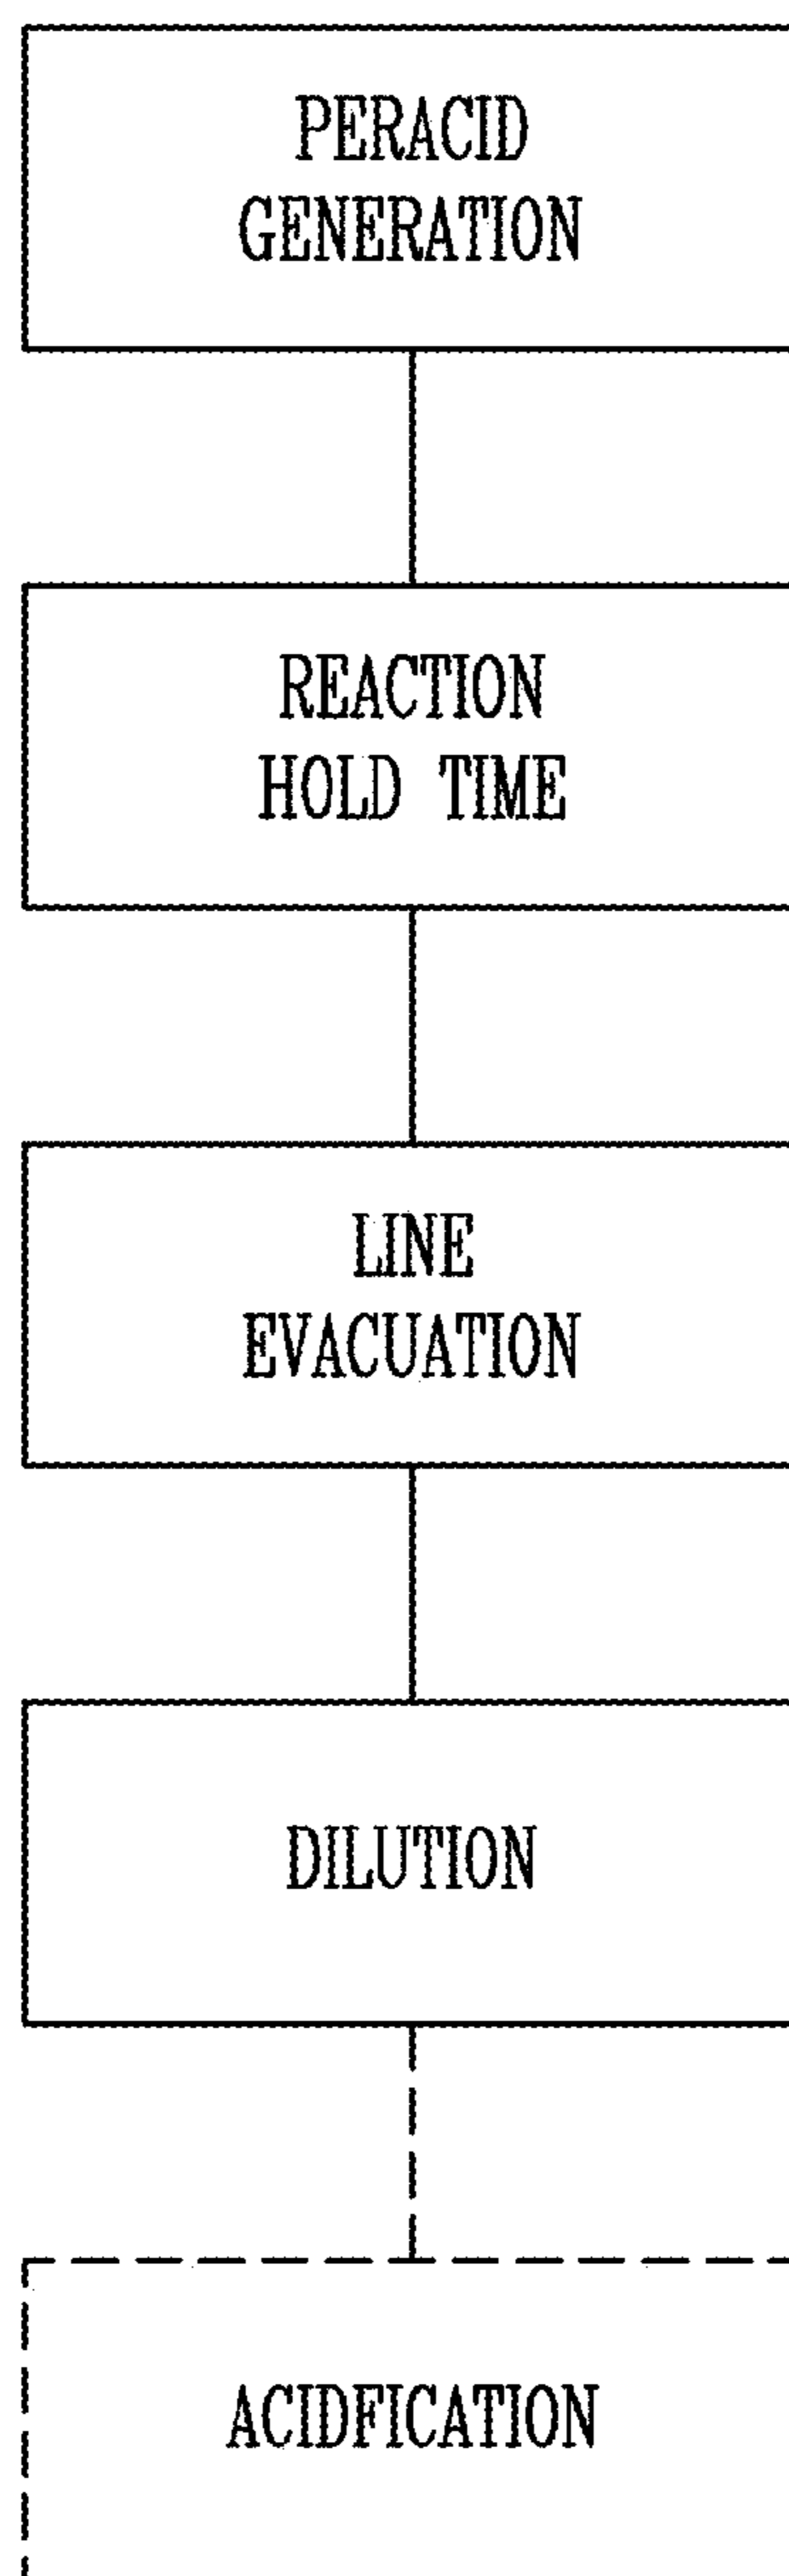 PERACID
GENERATION
REACTION
HOLD TIME
LINE
EVACUATION
DILUTION
ACIDFICATION